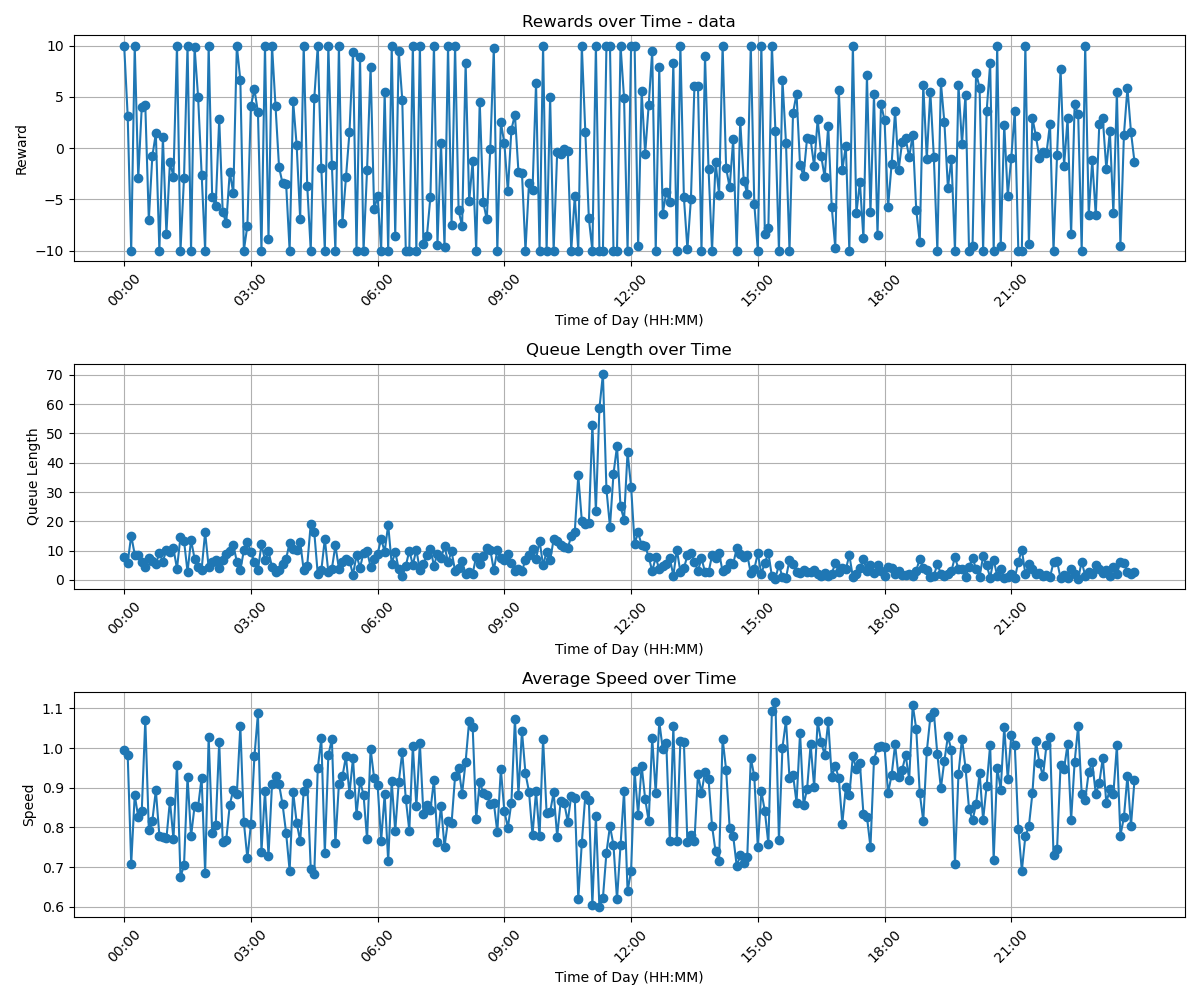 Rewards over Time - data
Reward
10
5
0
−5
−10
00:00 03:00 06:00 09:00 12:00 15:00 18:00 21:00
Time of Day (HH:MM)
Queue Length over Time
Queue Length
70
60
50
40
30
20
10
0
00:00 03:00 06:00 09:00 12:00 15:00 18:00 21:00
Time of Day (HH:MM)
Average Speed over Time
Speed
1.1
1.0
0.9
0.8
0.7
0.6
00:00 03:00 06:00 09:00 12:00 15:00 18:00 21:00
Time of Day (HH:MM)